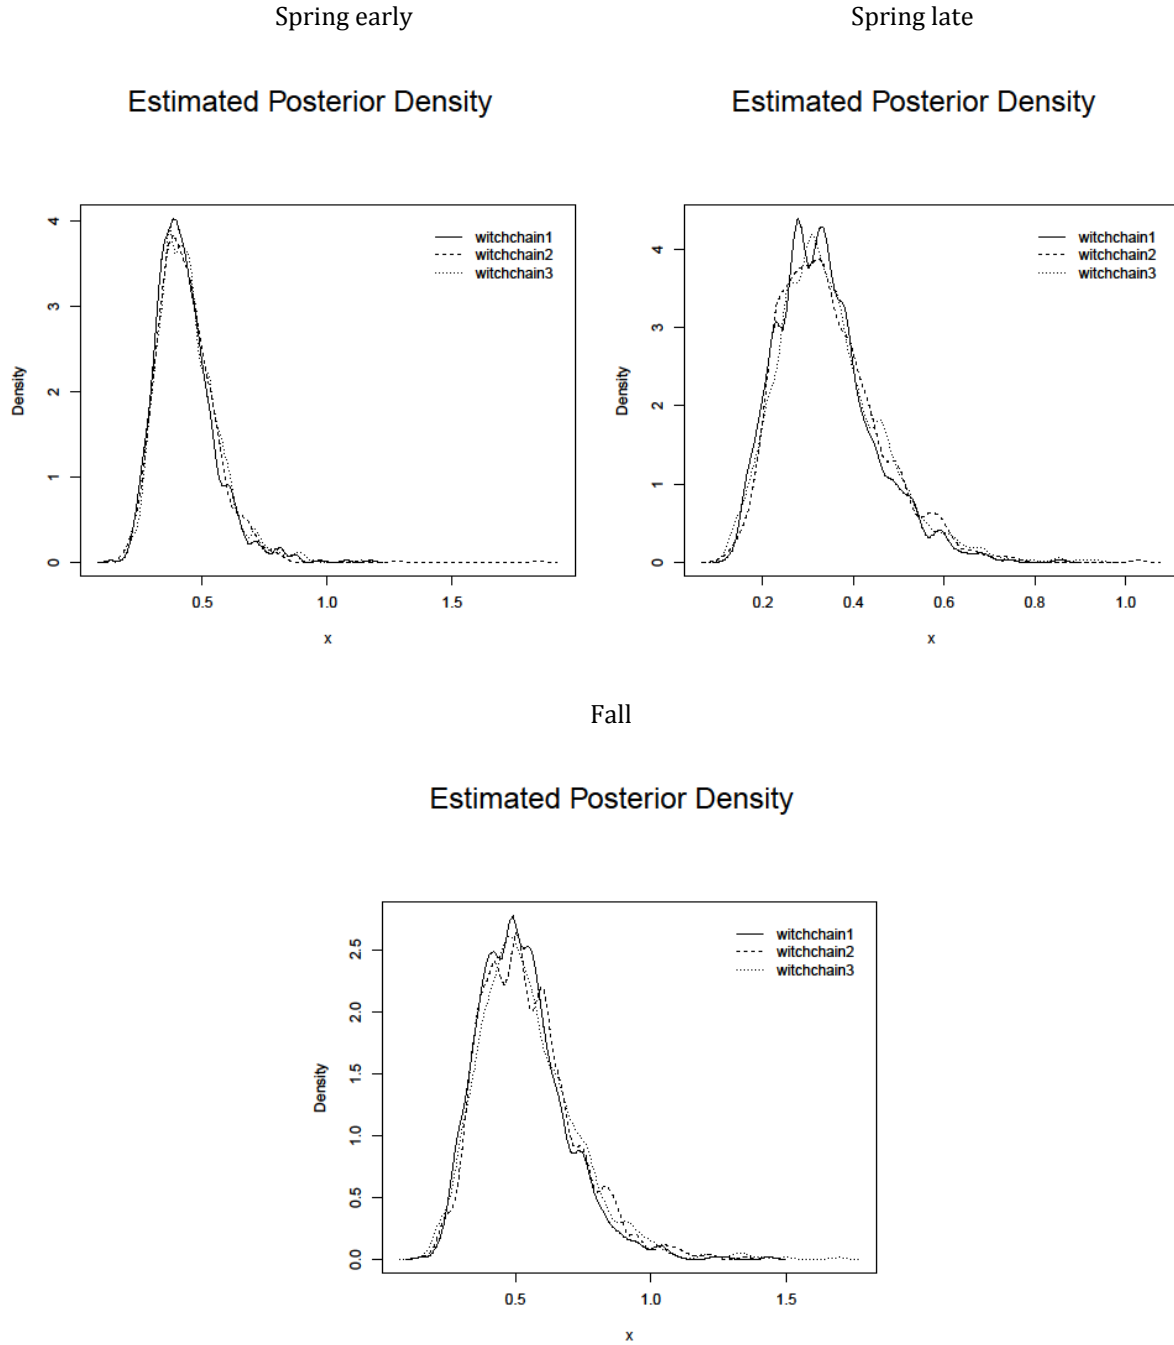 Spring early
Spring late
Estimated Posterior Density
Estimated Posterior Density
4
3
2
1
0
Density
witchchain1
witchchain2
witchchain3
0.5 1.0 1.5
x
4
3
2
1
0
Density
witchchain1
witchchain2
witchchain3
0.2 0.4 0.6 0.8 1.0
x
Fall
Estimated Posterior Density
2.5
2.0
1.5
1.0
0.5
0.0
Density
witchchain1
witchchain2
witchchain3
0.5 1.0 1.5
x